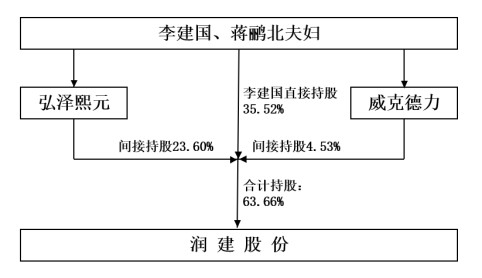 李建国、蒋鹂北夫妇
弘泽熙元
李建国直接持股
35.52%
威克德力
间接持股23.60%
间接持股4.53%
合计持股：
63.66%
润建股份